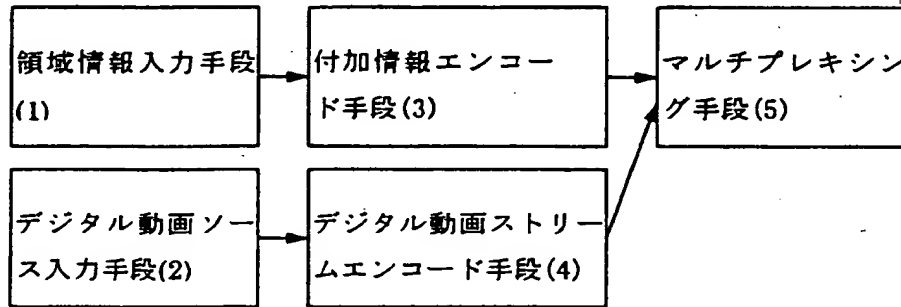 領域情報入力手段
(1)
付加情報エンコー
ド手段(3)
マルチプレキシン
グ手段(5)
デジタル動画ソー
ス入力手段(2)
デジタル動画ストリー
ムエンコード手段(4)